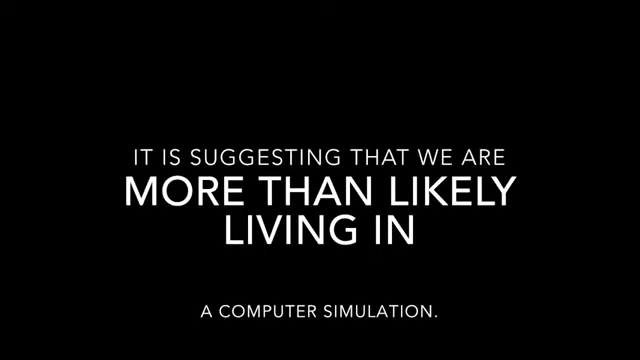 IT IS SUGGESTING THAT WE ARE
MORE THAN LIKELY
LIVING IN
A COMPUTER SIMULATION.